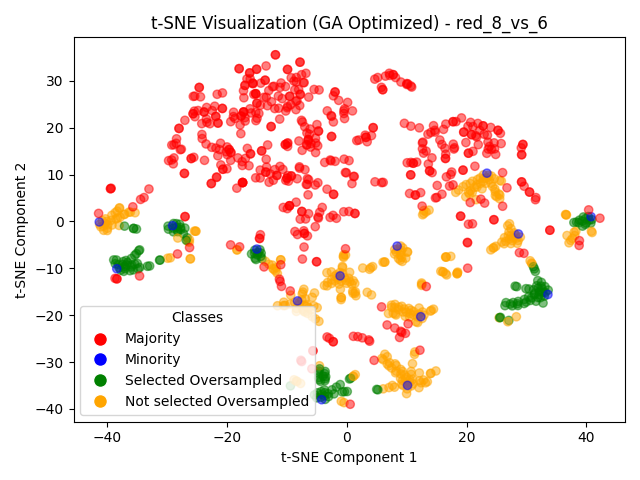 t-SNE Visualization (GA Optimized) - red_8_vs_6
t-SNE Component 2
30
20
10
0
−10
−20
−30
−40
Classes
Majority
Minority
Selected Oversampled
Not selected Oversampled
−40 −20 0 20 40
t-SNE Component 1